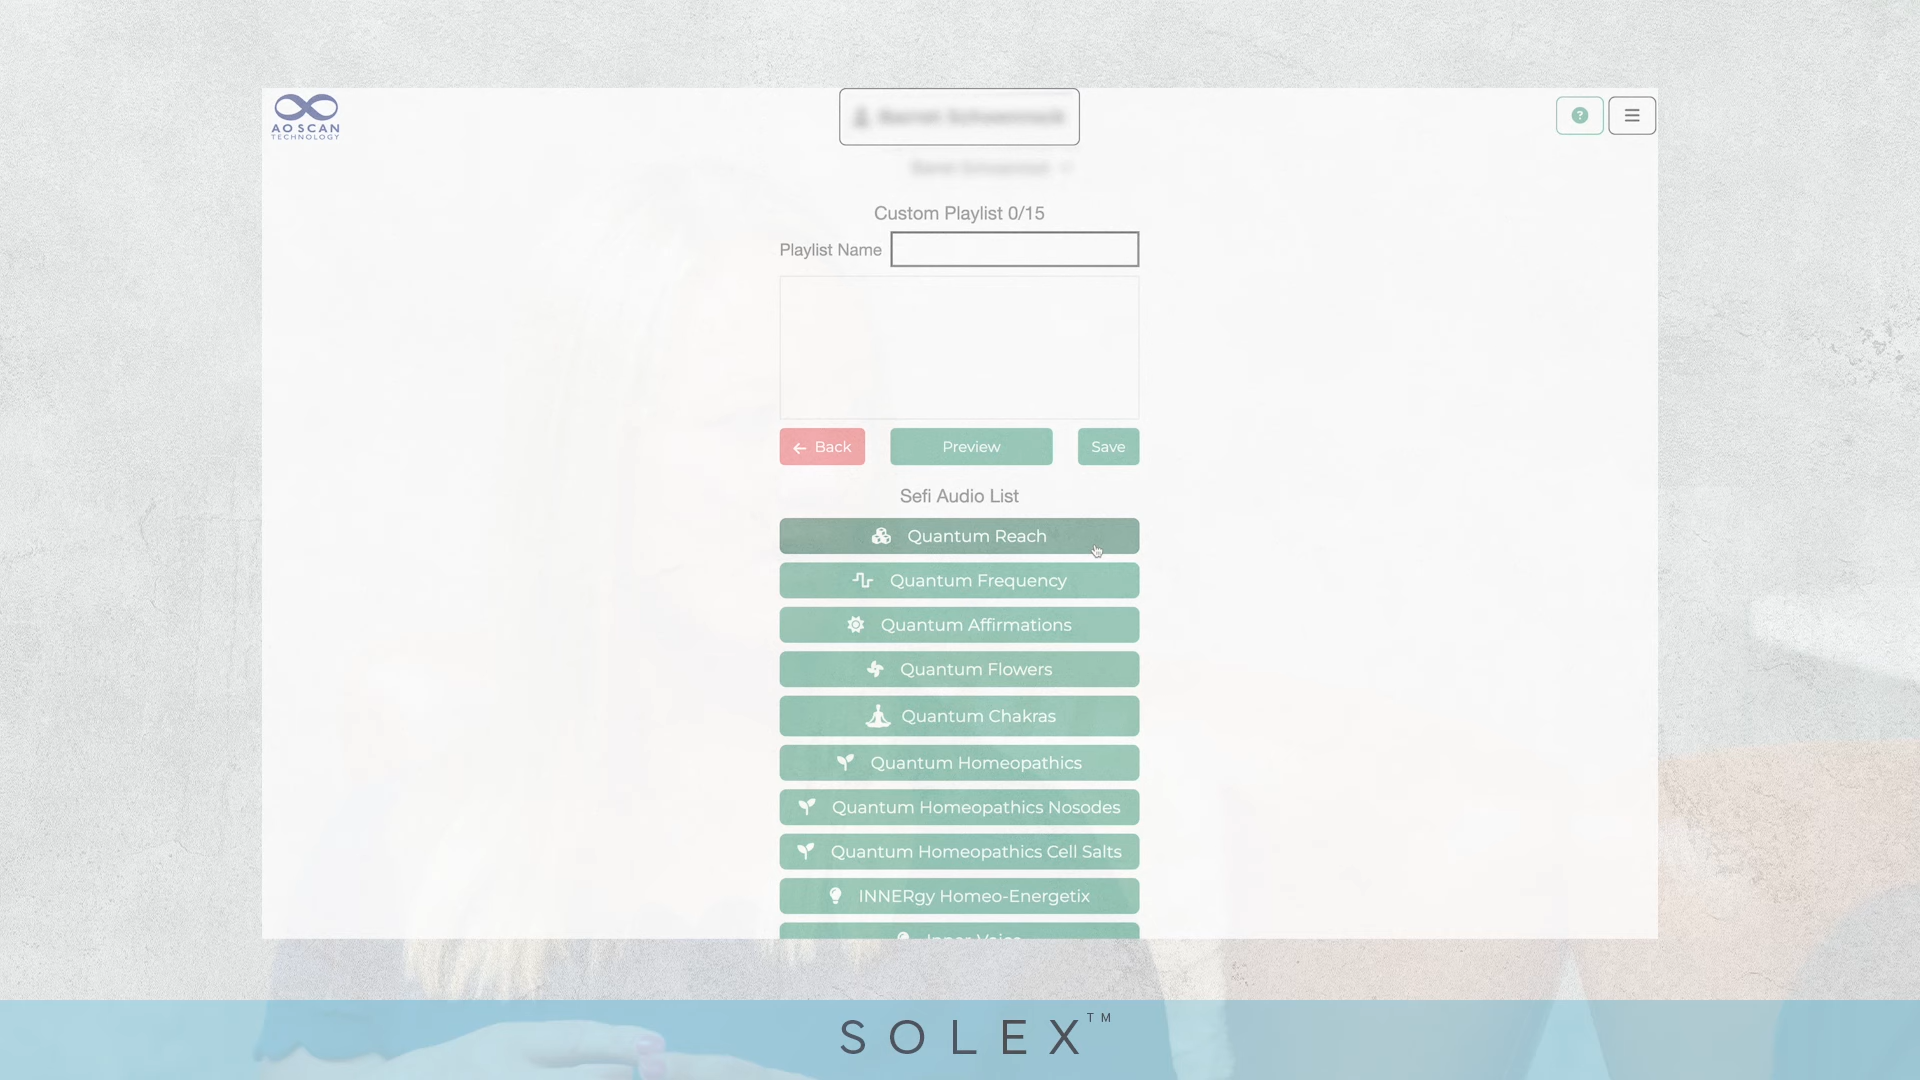 AO SCAN
TECHNOLOGY
?
Custom Playlist 0/15
Playlist Name
Back
Preview
Save
Sefi Audio List
Quantum Reach
Quantum Frequency
Quantum Affirmations
Quantum Flowers
Quantum Chakras
Quantum Homeopathics
Quantum Homeopathics Nosodes
Quantum Homeopathics Cell Salts
INNERgy Homeo-Energetix
Inner Voice
SOLEX™